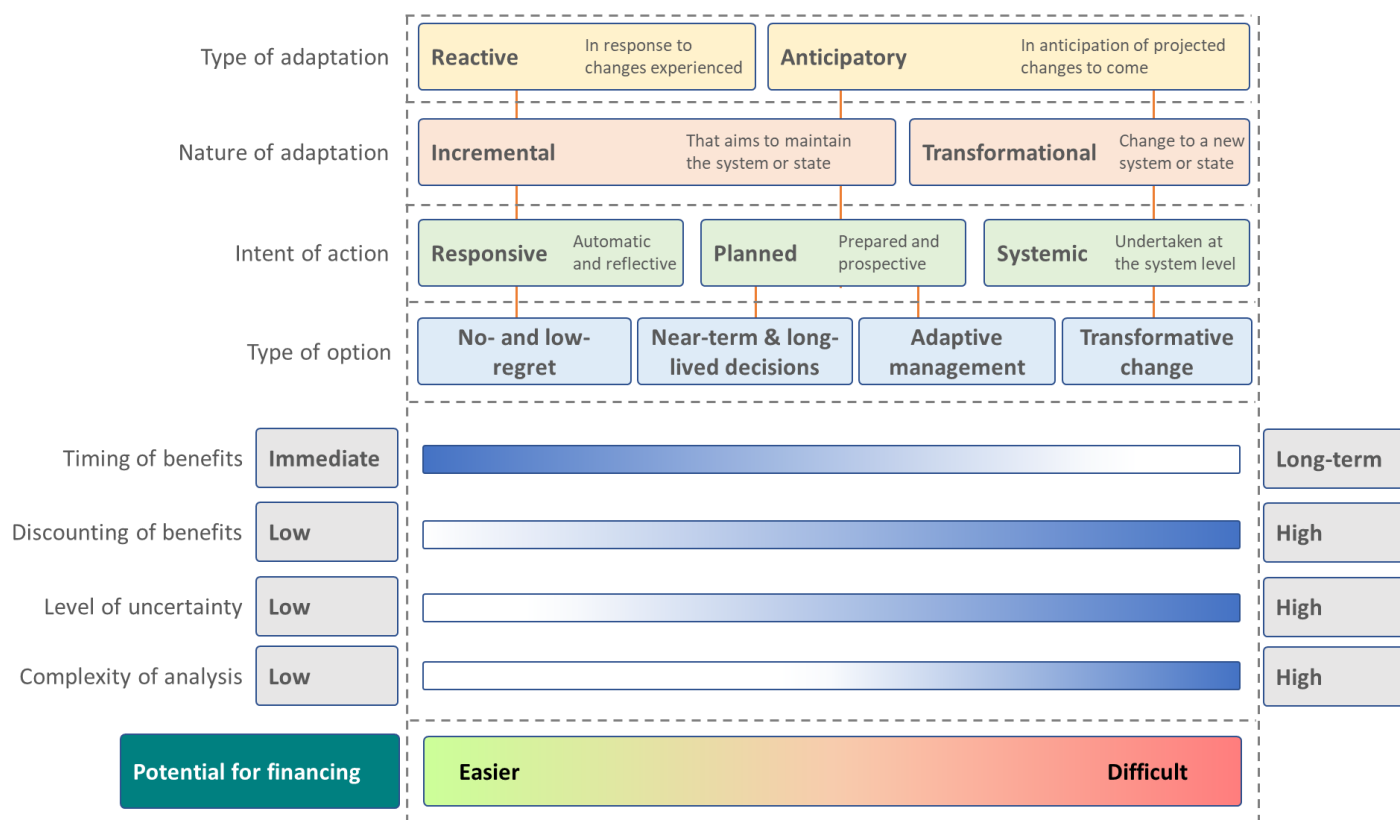 Type of adaptation
Reactive
In response to
changes experienced
Anticipatory
In anticipation of projected
changes to come
Nature of adaptation
Incremental
That aims to maintain
the system or state
Transformational
Change to a new
system or state
Intent of action
Responsive
Automatic
and reflective
Planned
Prepared and
prospective
Systemic
Undertaken at
the system level
Type of option
No- and low-
regret
Near-term & long-
lived decisions
Adaptive
management
Transformative
change
Timing of benefits
Immediate
Long-term
Discounting of benefits
Low
High
Level of uncertainty
Low
High
Complexity of analysis
Low
High
Potential for financing
Easier
Difficult